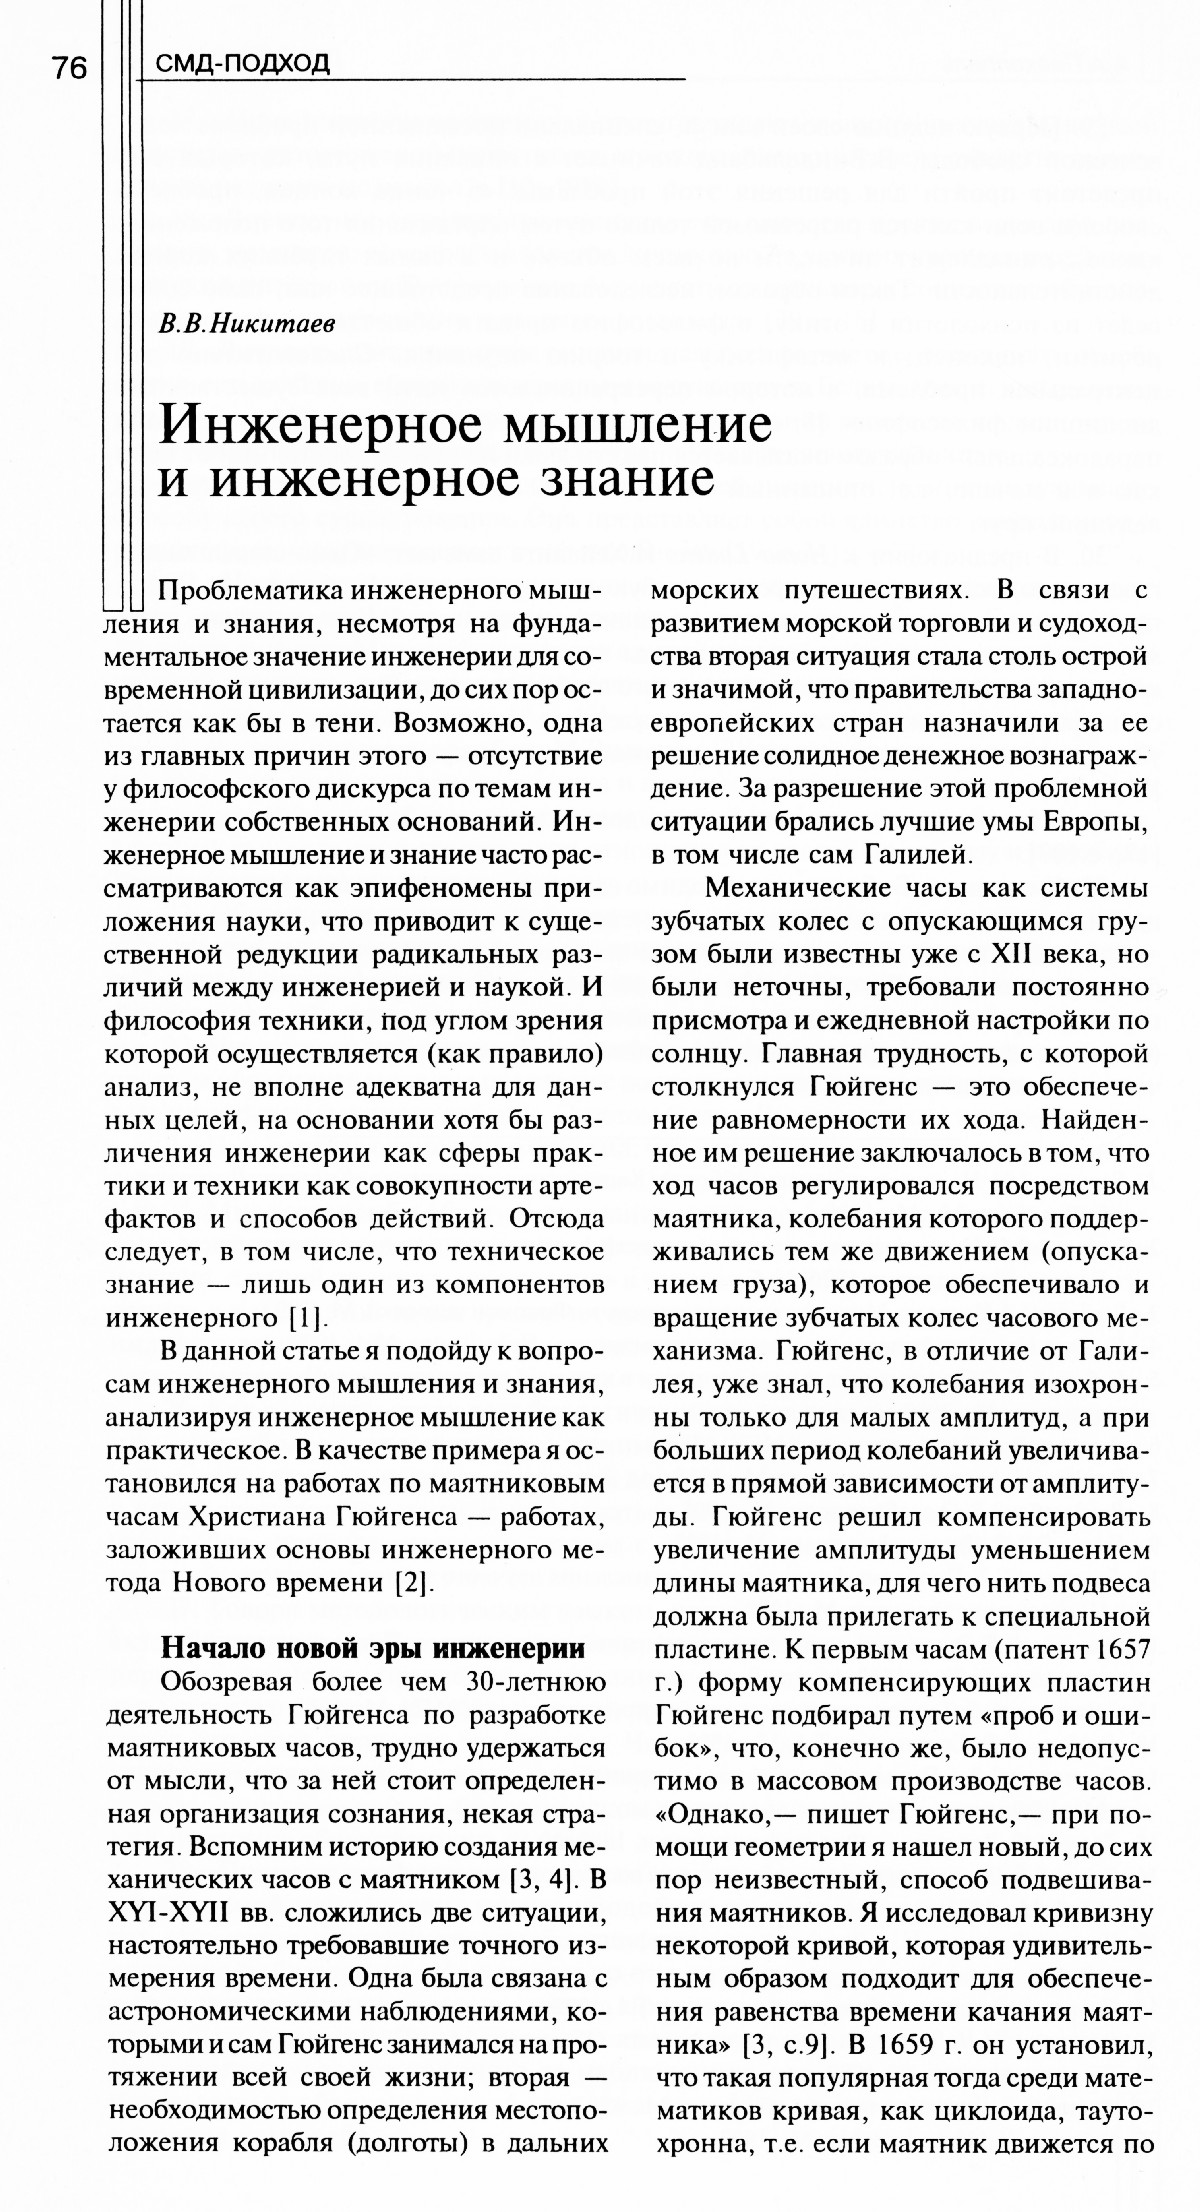 76
СМД-ПОДХОД
В.В.Никитаев
Инженерное мышление
и инженерное знание
Проблематика инженерного мыш-
ления и знания, несмотря на фунда-
ментальное значение инженерии для со-
временной цивилизации, до сих пор ос-
тается как бы в тени. Возможно, одна
из главных причин этого — отсутствие
у философского дискурса по темам ин-
женерии собственных оснований. Ин-
женерное мышление и знание часто рас-
сматриваются как эпифеномены при-
ложения науки, что приводит к суще-
ственной редукции радикальных раз-
личий между инженерией и наукой. И
философия техники, под углом зрения
которой осуществляется (как правило)
анализ, не вполне адекватна для дан-
ных целей, на основании хотя бы раз-
личения инженерии как сферы прак-
тики и техники как совокупности арте-
фактов и способов действий. Отсюда
следует, в том числе, что техническое
знание — лишь один из компонентов
инженерного [1].
В данной статье я подойду к вопро-
сам инженерного мышления и знания,
анализируя инженерное мышление как
практическое. В качестве примера я ос-
тановился на работах по маятниковым
часам Христиана Гюйгенса — работах,
заложивших основы инженерного ме-
тода Нового времени [2].
Начало новой эры инженерии
Обозревая более чем 30-летнюю
деятельность Гюйгенса по разработке
маятниковых часов, трудно удержаться
от мысли, что за ней стоит определен-
ная организация сознания, некая стра-
тегия. Вспомним историю создания ме-
ханических часов с маятником [3, 4]. В
XYI-XYII вв. сложились две ситуации,
настоятельно требовавшие точного из-
мерения времени. Одна была связана с
астрономическими наблюдениями, ко-
торыми и сам Гюйгенс занимался на про-
тяжении всей своей жизни; вторая —
необходимостью определения местопо-
ложения корабля (долготы) в дальних
морских путешествиях. В связи с
развитием морской торговли и судоход-
ства вторая ситуация стала столь острой
и значимой, что правительства западно-
европейских стран назначили за ее
решение солидное денежное вознаграж-
дение. За разрешение этой проблемной
ситуации брались лучшие умы Европы,
в том числе сам Галилей.
Механические часы как системы
зубчатых колес с опускающимся гру-
зом были известны уже с XII века, но
были неточны, требовали постоянно
присмотра и ежедневной настройки по
солнцу. Главная трудность, с которой
столкнулся Гюйгенс — это обеспече-
ние равномерности их хода. Найден-
ное им решение заключалось в том, что
ход часов регулировался посредством
маятника, колебания которого поддер-
живались тем же движением (опуска-
нием груза), которое обеспечивало и
вращение зубчатых колес часового ме-
ханизма. Гюйгенс, в отличие от Гали-
лея, уже знал, что колебания изохрон-
ны только для малых амплитуд, а при
больших период колебаний увеличива-
ется в прямой зависимости от амплиту-
ды. Гюйгенс решил компенсировать
увеличение амплитуды уменьшением
длины маятника, для чего нить подвеса
должна была прилегать к специальной
пластине. К первым часам (патент 1657
г.) форму компенсирующих пластин
Гюйгенс подбирал путем «проб и оши-
бок», что, конечно же, было недопус-
тимо в массовом производстве часов.
«Однако,— пишет Гюйгенс,— при по-
мощи геометрии я нашел новый, до сих
пор неизвестный, способ подвешива-
ния маятников. Я исследовал кривизну
некоторой кривой, которая удивитель-
ным образом подходит для обеспече-
ния равенства времени качания маят-
ника» [3, с.9]. В 1659 г. он установил,
что такая популярная тогда среди мате-
матиков кривая, как циклоида, тауто-
хронна, т.е. если маятник движется по